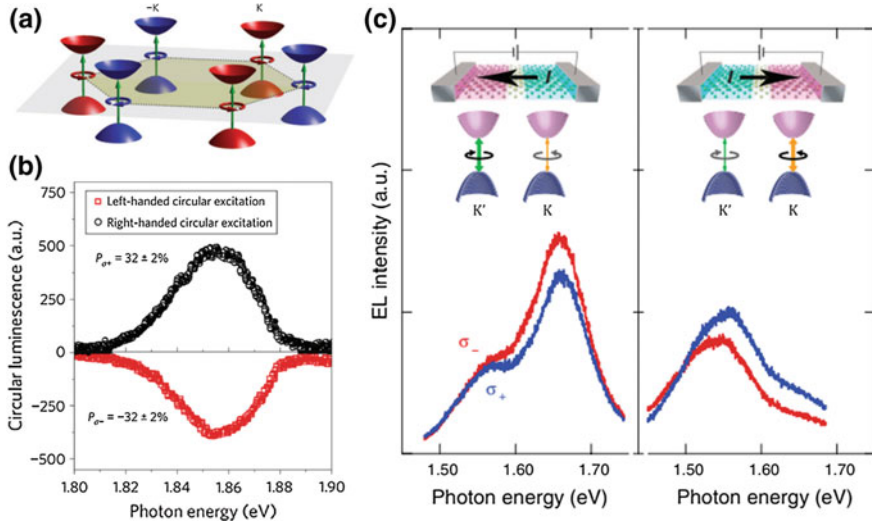 (a)
–K
K
(b)
Circular luminescence (a.u.)
750
500
250
0
–250
–500
Left-handed circular excitation
Right-handed circular excitation
Pσ+ = 32 ± 2%
Pσ– = –32 ± 2%
1.80
1.82
1.84
1.86
1.88
1.90
Photon energy (eV)
(c)
EL intensity (a.u.)
I
K'
K
σ–
σ+
1.50
1.60
1.70
Photon energy (eV)
I
K'
K
1.50
1.60
1.70
Photon energy (eV)